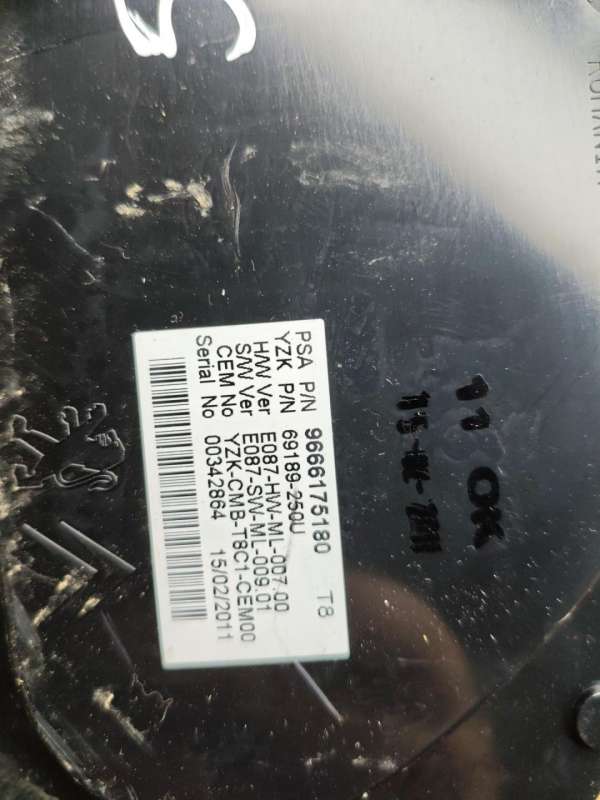 PSA P/N 9666175180 T8
YZK P/N 69189-250U
H/W Ver E087-HW-ML-007.00
S/W Ver E087-SW-ML-009.01
CEM No YZK-CMB-T8C1-CEM00
Serial No 00342864 15/02/2011
OK
5